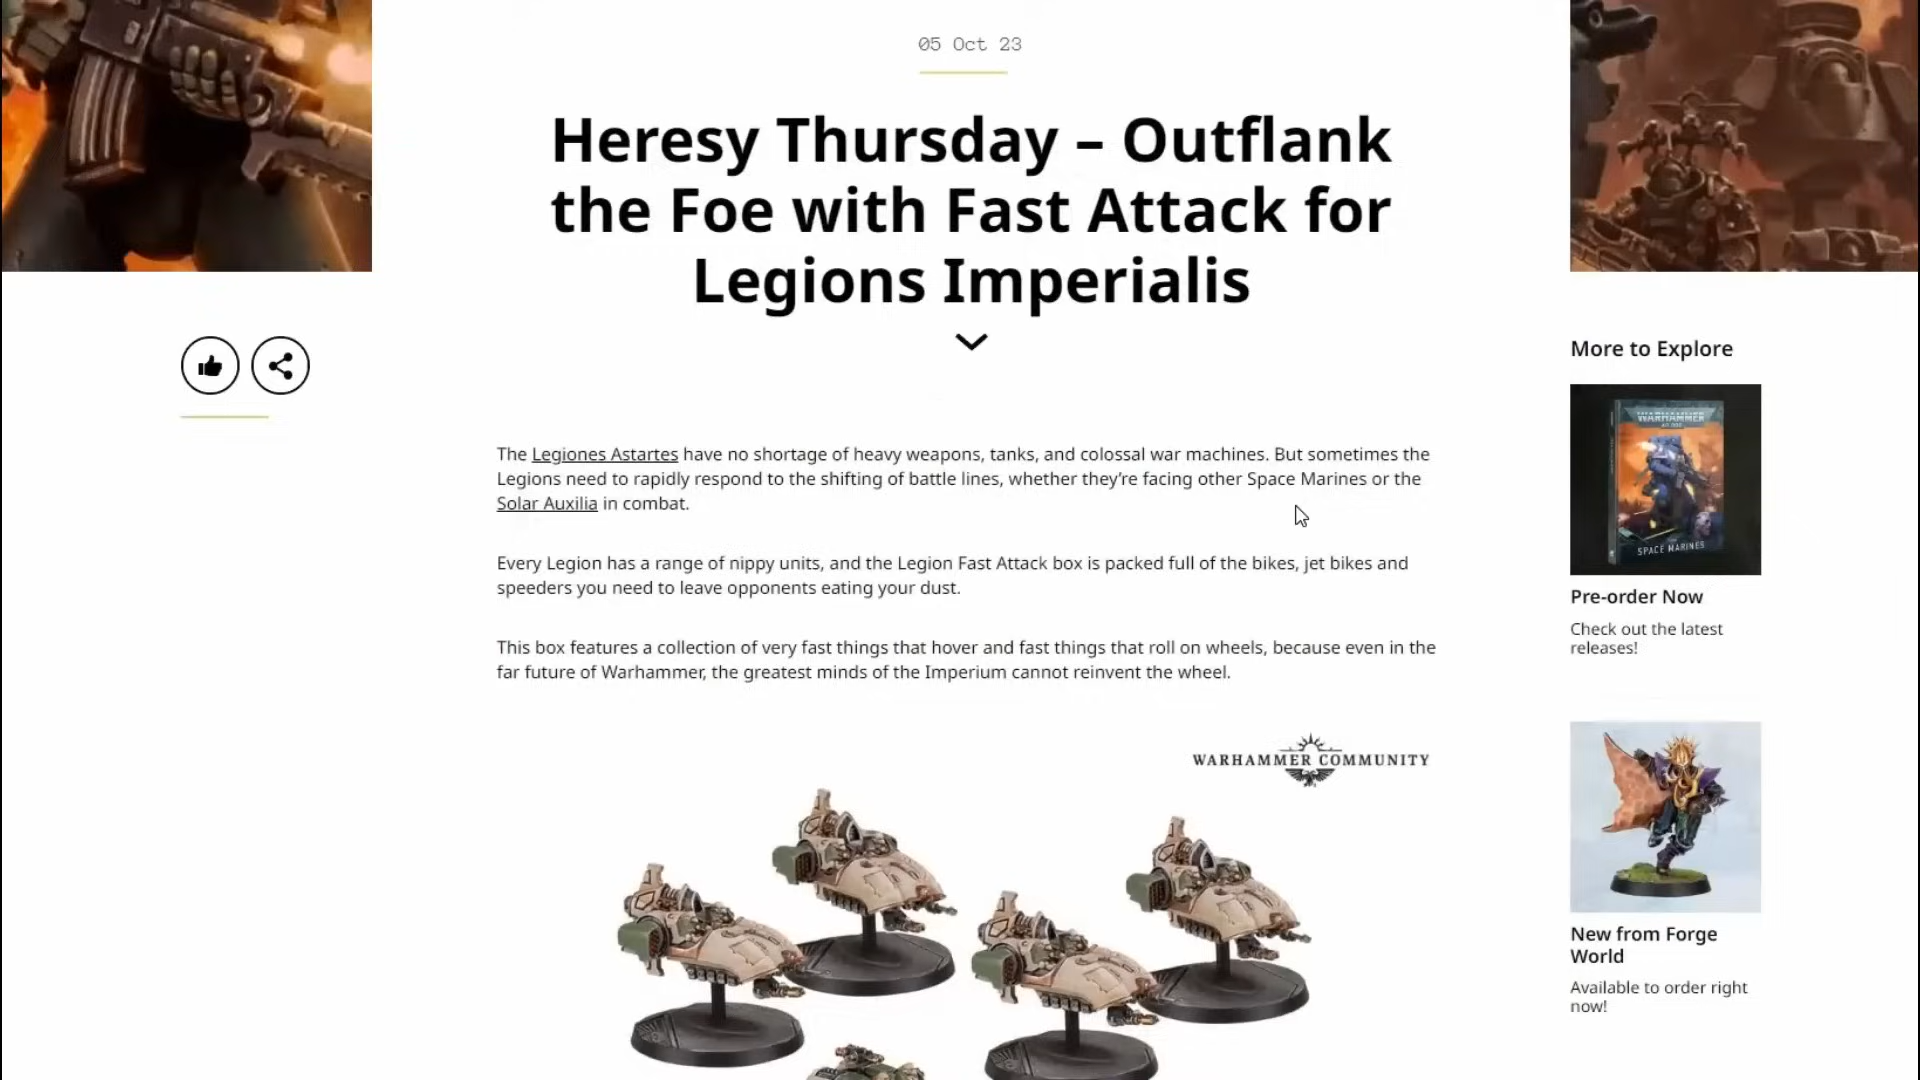 05 Oct 23
Heresy Thursday – Outflank
the Foe with Fast Attack for
Legions Imperialis
The Legiones Astartes have no shortage of heavy weapons, tanks, and colossal war machines. But sometimes the
Legions need to rapidly respond to the shifting of battle lines, whether they're facing other Space Marines or the
Solar Auxilia in combat.
Every Legion has a range of nippy units, and the Legion Fast Attack box is packed full of the bikes, jet bikes and
speeders you need to leave opponents eating your dust.
This box features a collection of very fast things that hover and fast things that roll on wheels, because even in the
far future of Warhammer, the greatest minds of the Imperium cannot reinvent the wheel.
WARHAMMER COMMUNITY
More to Explore
WARHAMMER
SPACE MARINES
Pre-order Now
Check out the latest
releases!
New from Forge
World
Available to order right
now!